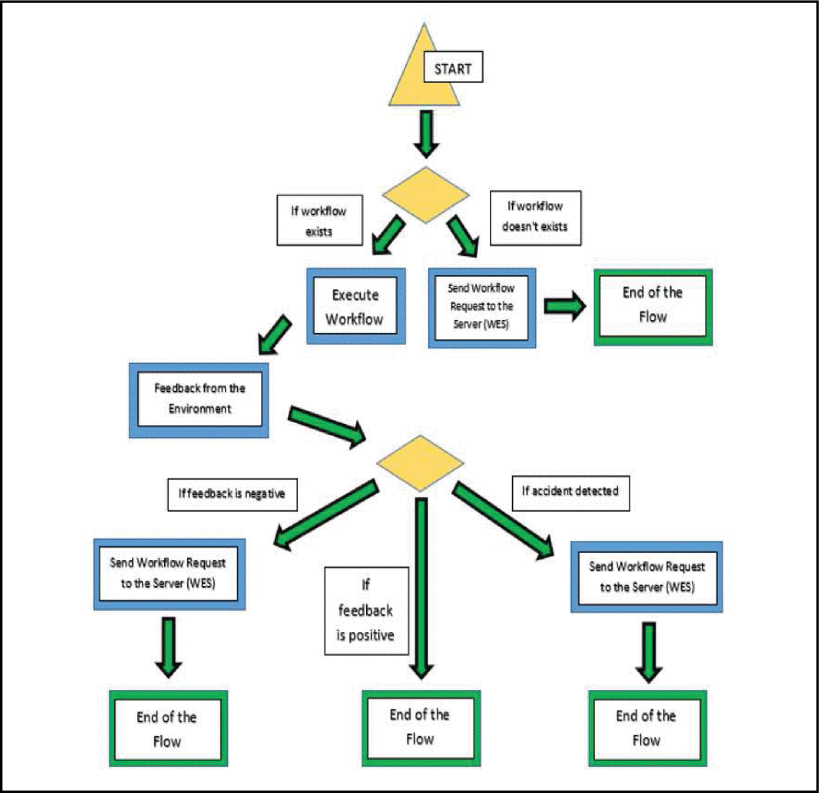 START
If workflow
exists
If workflow
doesn't exists
Execute
Workflow
Send Workflow
Request to the
Server (WES)
End of the
Flow
Feedback from the
Environment
If feedback is negative
If accident detected
Send Workflow Request
to the Server (WES)
If
feedback
is positive
Send Workflow Request
to the Server (WES)
End of the
Flow
End of the
Flow
End of the
Flow